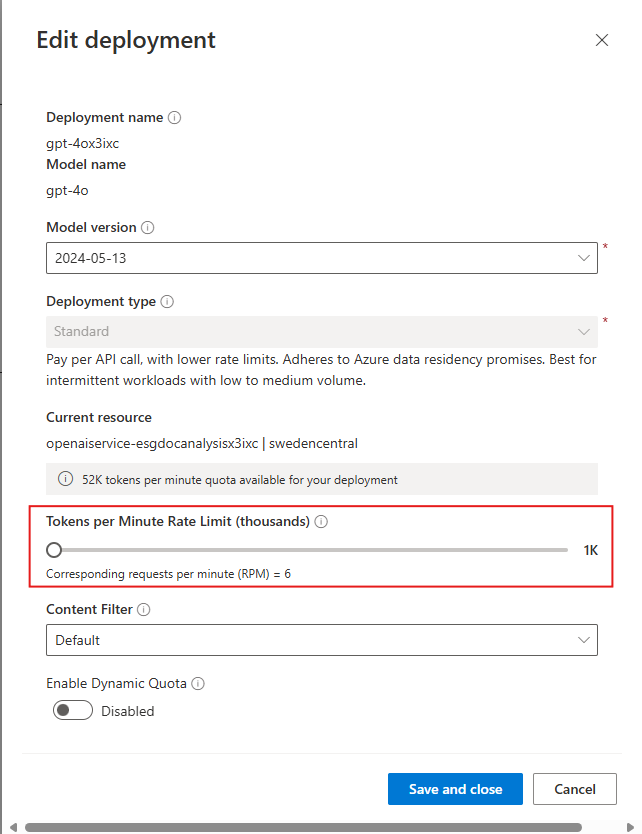 Edit deployment
Deployment name
gpt-4ox3ixc
Model name
gpt-4o
Model version
2024-05-13
*
Deployment type
Standard
*
Pay per API call, with lower rate limits. Adheres to Azure data residency promises. Best for
intermittent workloads with low to medium volume.
Current resource
openaiservice-esgdocanalysisx3ixc | swedencentral
52K tokens per minute quota available for your deployment
Tokens per Minute Rate Limit (thousands)
1K
Corresponding requests per minute (RPM) = 6
Content Filter
Default
Enable Dynamic Quota
Disabled
Save and close
Cancel